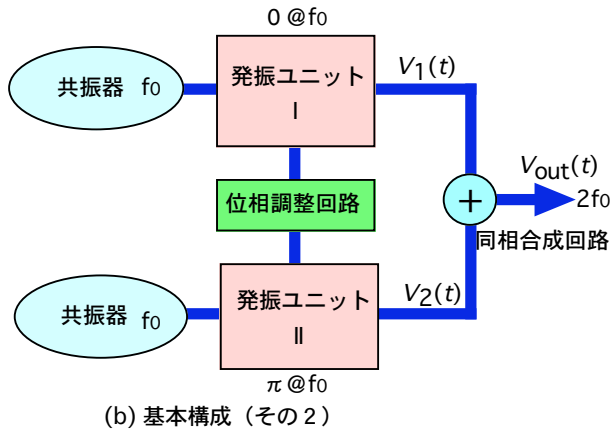 0 @f0
共振器 f0
発振ユニット
I
V1(t)
位相調整回路
+
Vout(t)
2f0
同相合成回路
共振器 f0
発振ユニット
II
V2(t)
π@f0
(b) 基本構成（その２）